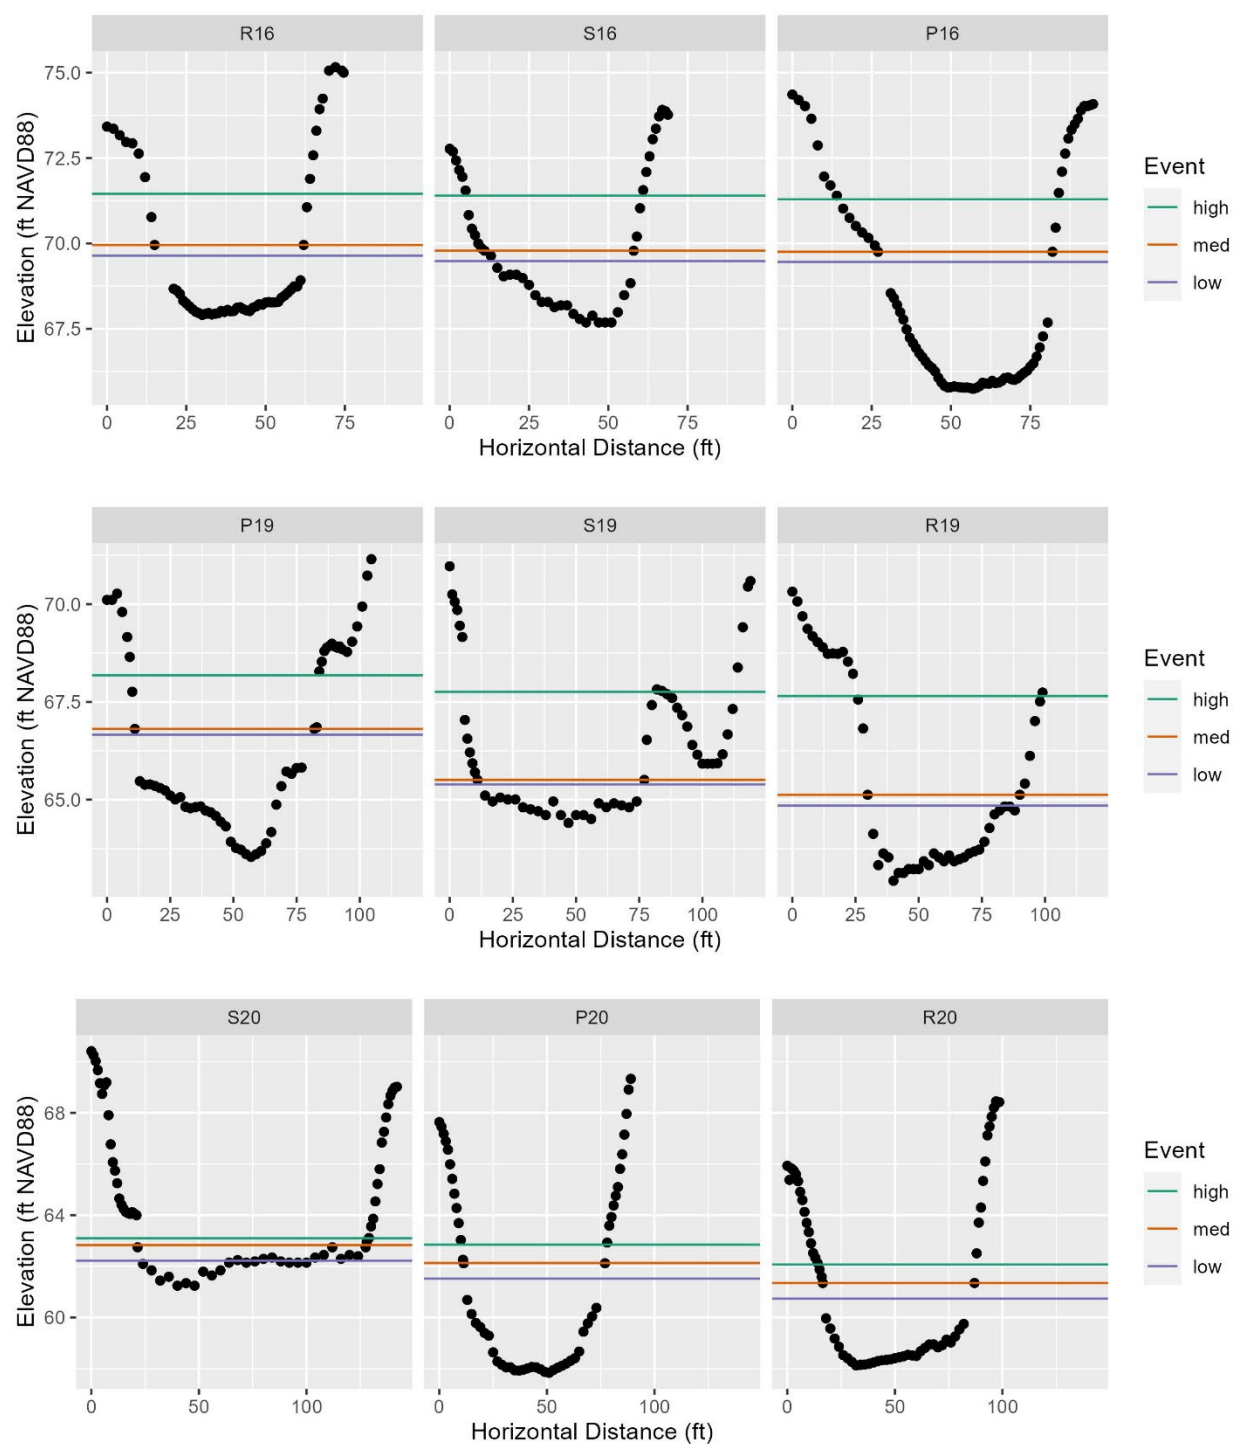 R16 S16 P16
75.0
72.5
70.0
67.5
Elevation (ft NAVD88)
0 25 50 75 0 25 50 75 0 25 50 75
Horizontal Distance (ft)
Event
high
med
low
P19 S19 R19
70.0
67.5
65.0
Elevation (ft NAVD88)
0 25 50 75 100 0 25 50 75 100 0 25 50 75 100
Horizontal Distance (ft)
Event
high
med
low
S20 P20 R20
68
64
60
Elevation (ft NAVD88)
0 50 100 0 50 100 0 50 100
Horizontal Distance (ft)
Event
high
med
low